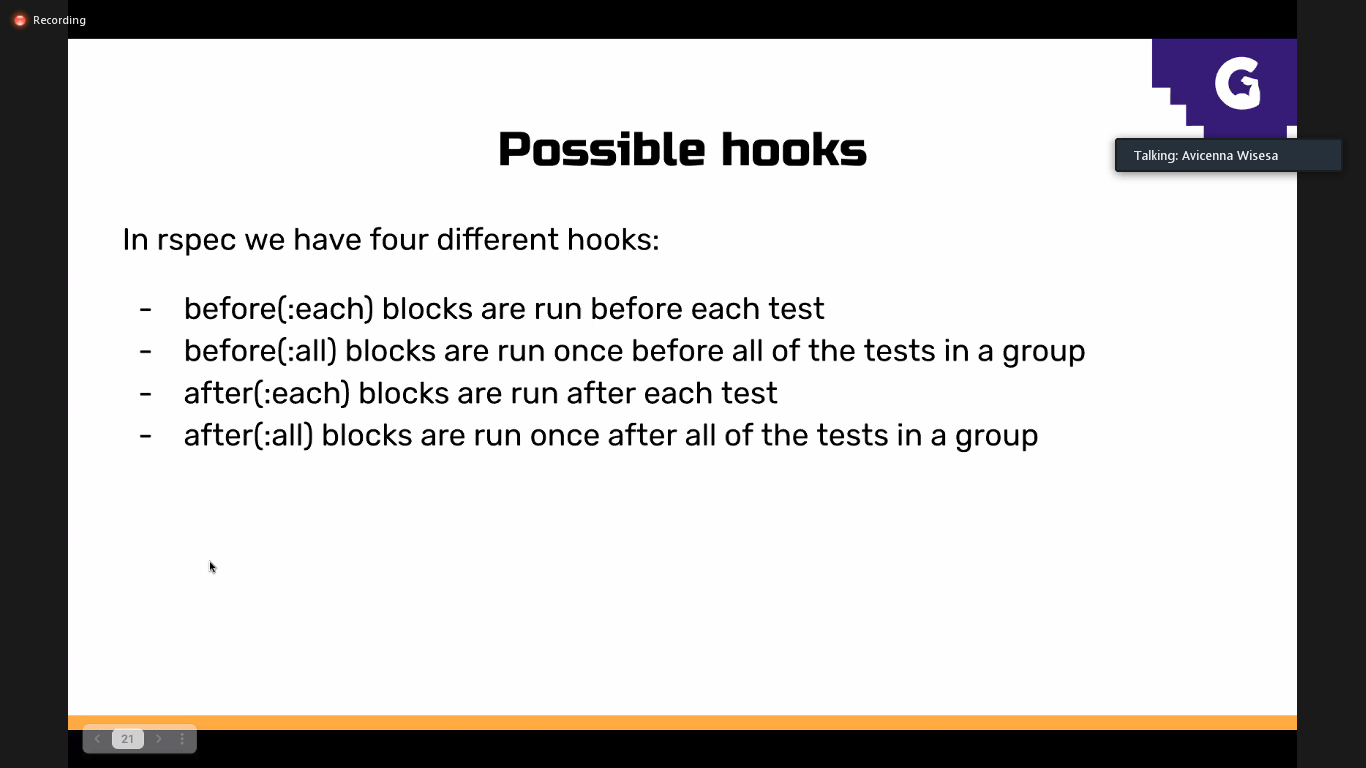 Recording
G
Possible hooks
Talking: Avicenna Wisesa
In rspec we have four different hooks:
- before(:each) blocks are run before each test
- before(:all) blocks are run once before all of the tests in a group
- after(:each) blocks are run after each test
- after(:all) blocks are run once after all of the tests in a group
21